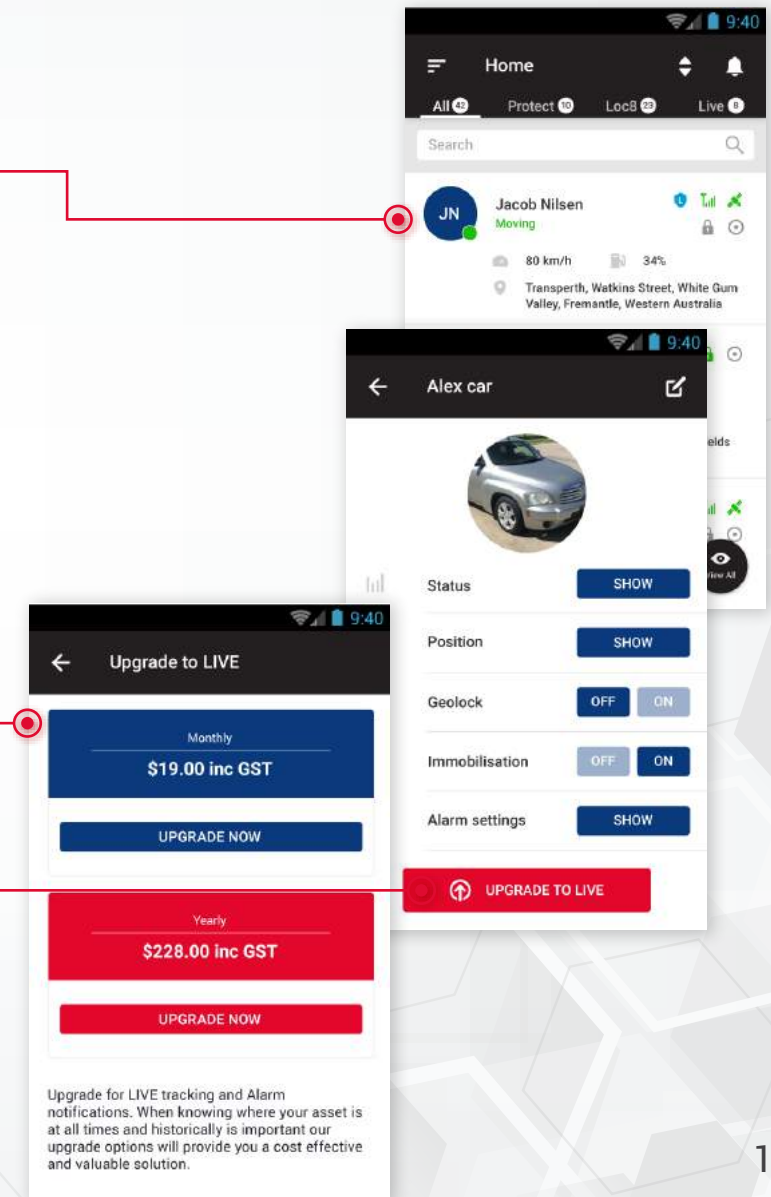 9:40
Home
All 42 Protect 10 Loc8 23 Live 8
Search
JN
Jacob Nilsen
Moving
80 km/h 34%
Transperth, Watkins Street, White Gum
Valley, Fremantle, Western Australia
elds
View All
9:40
Alex car
Status SHOW
Position SHOW
Geolock OFF ON
Immobilisation OFF ON
Alarm settings SHOW
UPGRADE TO LIVE
9:40
Upgrade to LIVE
Monthly
$19.00 inc GST
UPGRADE NOW
Yearly
$228.00 inc GST
UPGRADE NOW
Upgrade for LIVE tracking and Alarm
notifications. When knowing where your asset is
at all times and historically is important our
upgrade options will provide you a cost effective
and valuable solution.
1